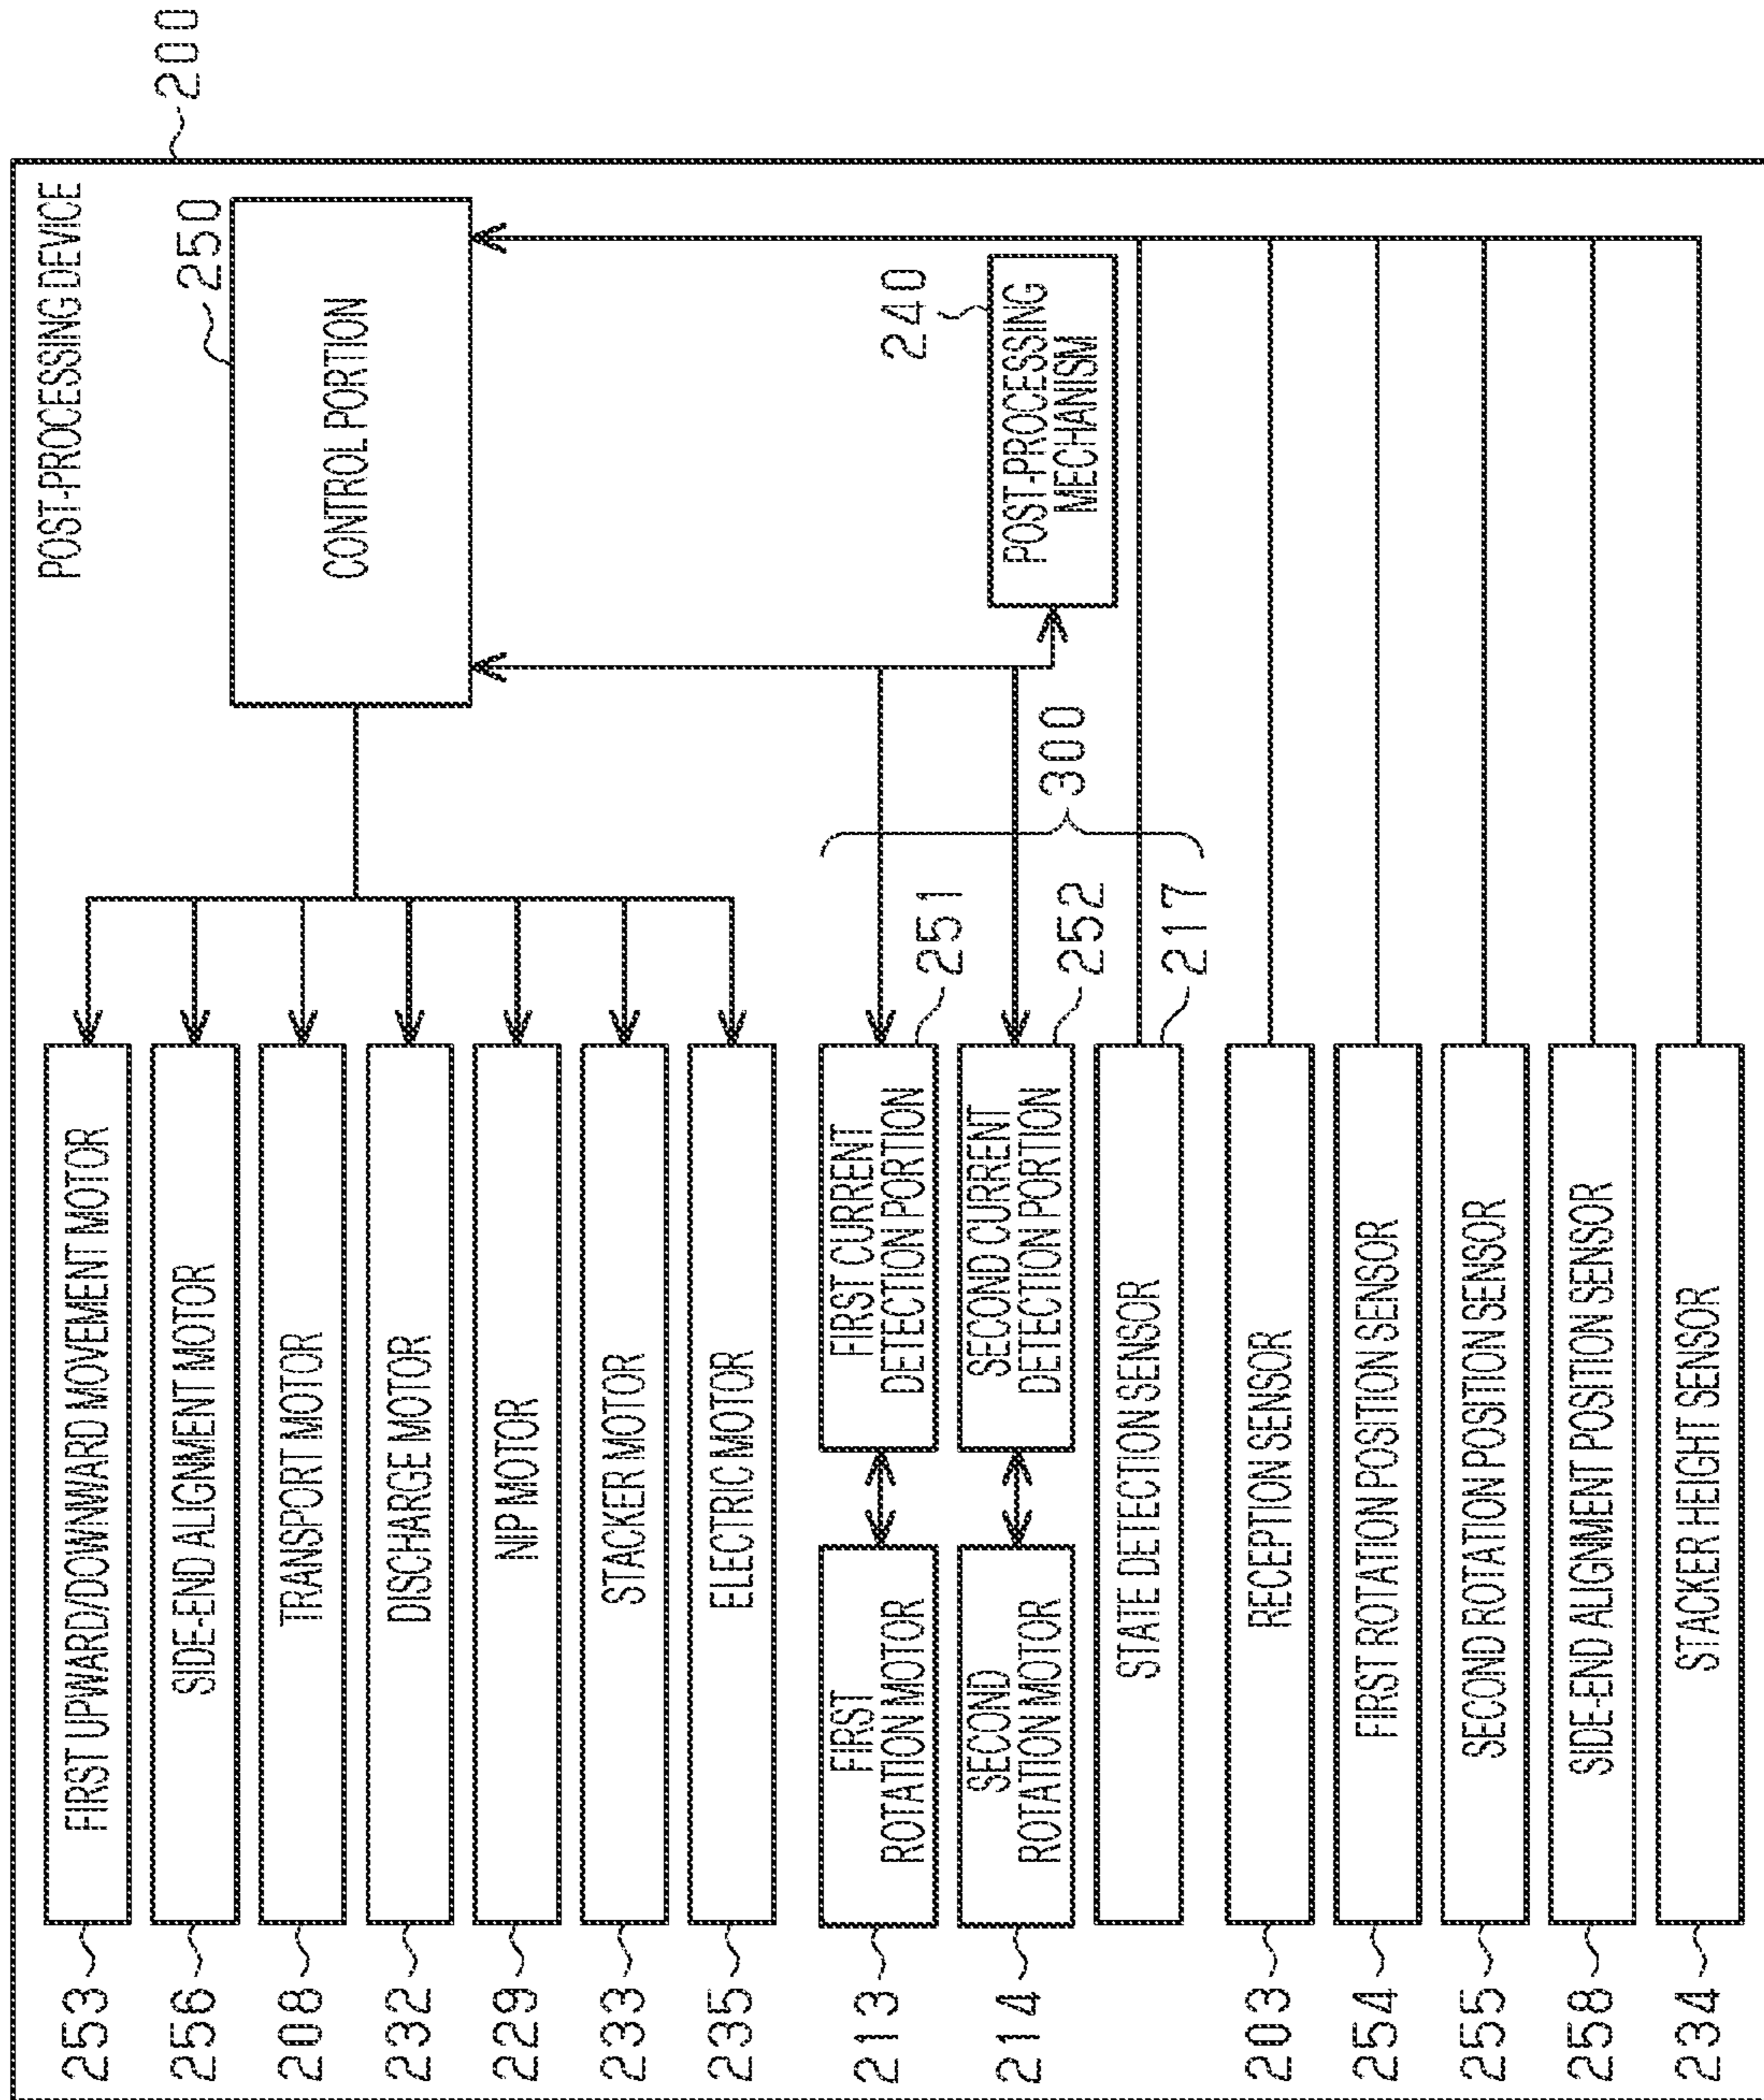 POST-PROCESSING DEVICE
200
250
CONTROL PORTION
240
POST-PROCESSING
MECHANISM
253
FIRST UPWARD/DOWNWARD MOVEMENT MOTOR
256
SIDE-END ALIGNMENT MOTOR
208
TRANSPORT MOTOR
232
DISCHARGE MOTOR
229
NIP MOTOR
233
STACKER MOTOR
235
ELECTRIC MOTOR
213
FIRST
ROTATION MOTOR
FIRST CURRENT
DETECTION PORTION
251
214
SECOND
ROTATION MOTOR
SECOND CURRENT
DETECTION PORTION
252
300
STATE DETECTION SENSOR
217
203
RECEPTION SENSOR
254
FIRST ROTATION POSITION SENSOR
255
SECOND ROTATION POSITION SENSOR
258
SIDE-END ALIGNMENT POSITION SENSOR
234
STACKER HEIGHT SENSOR